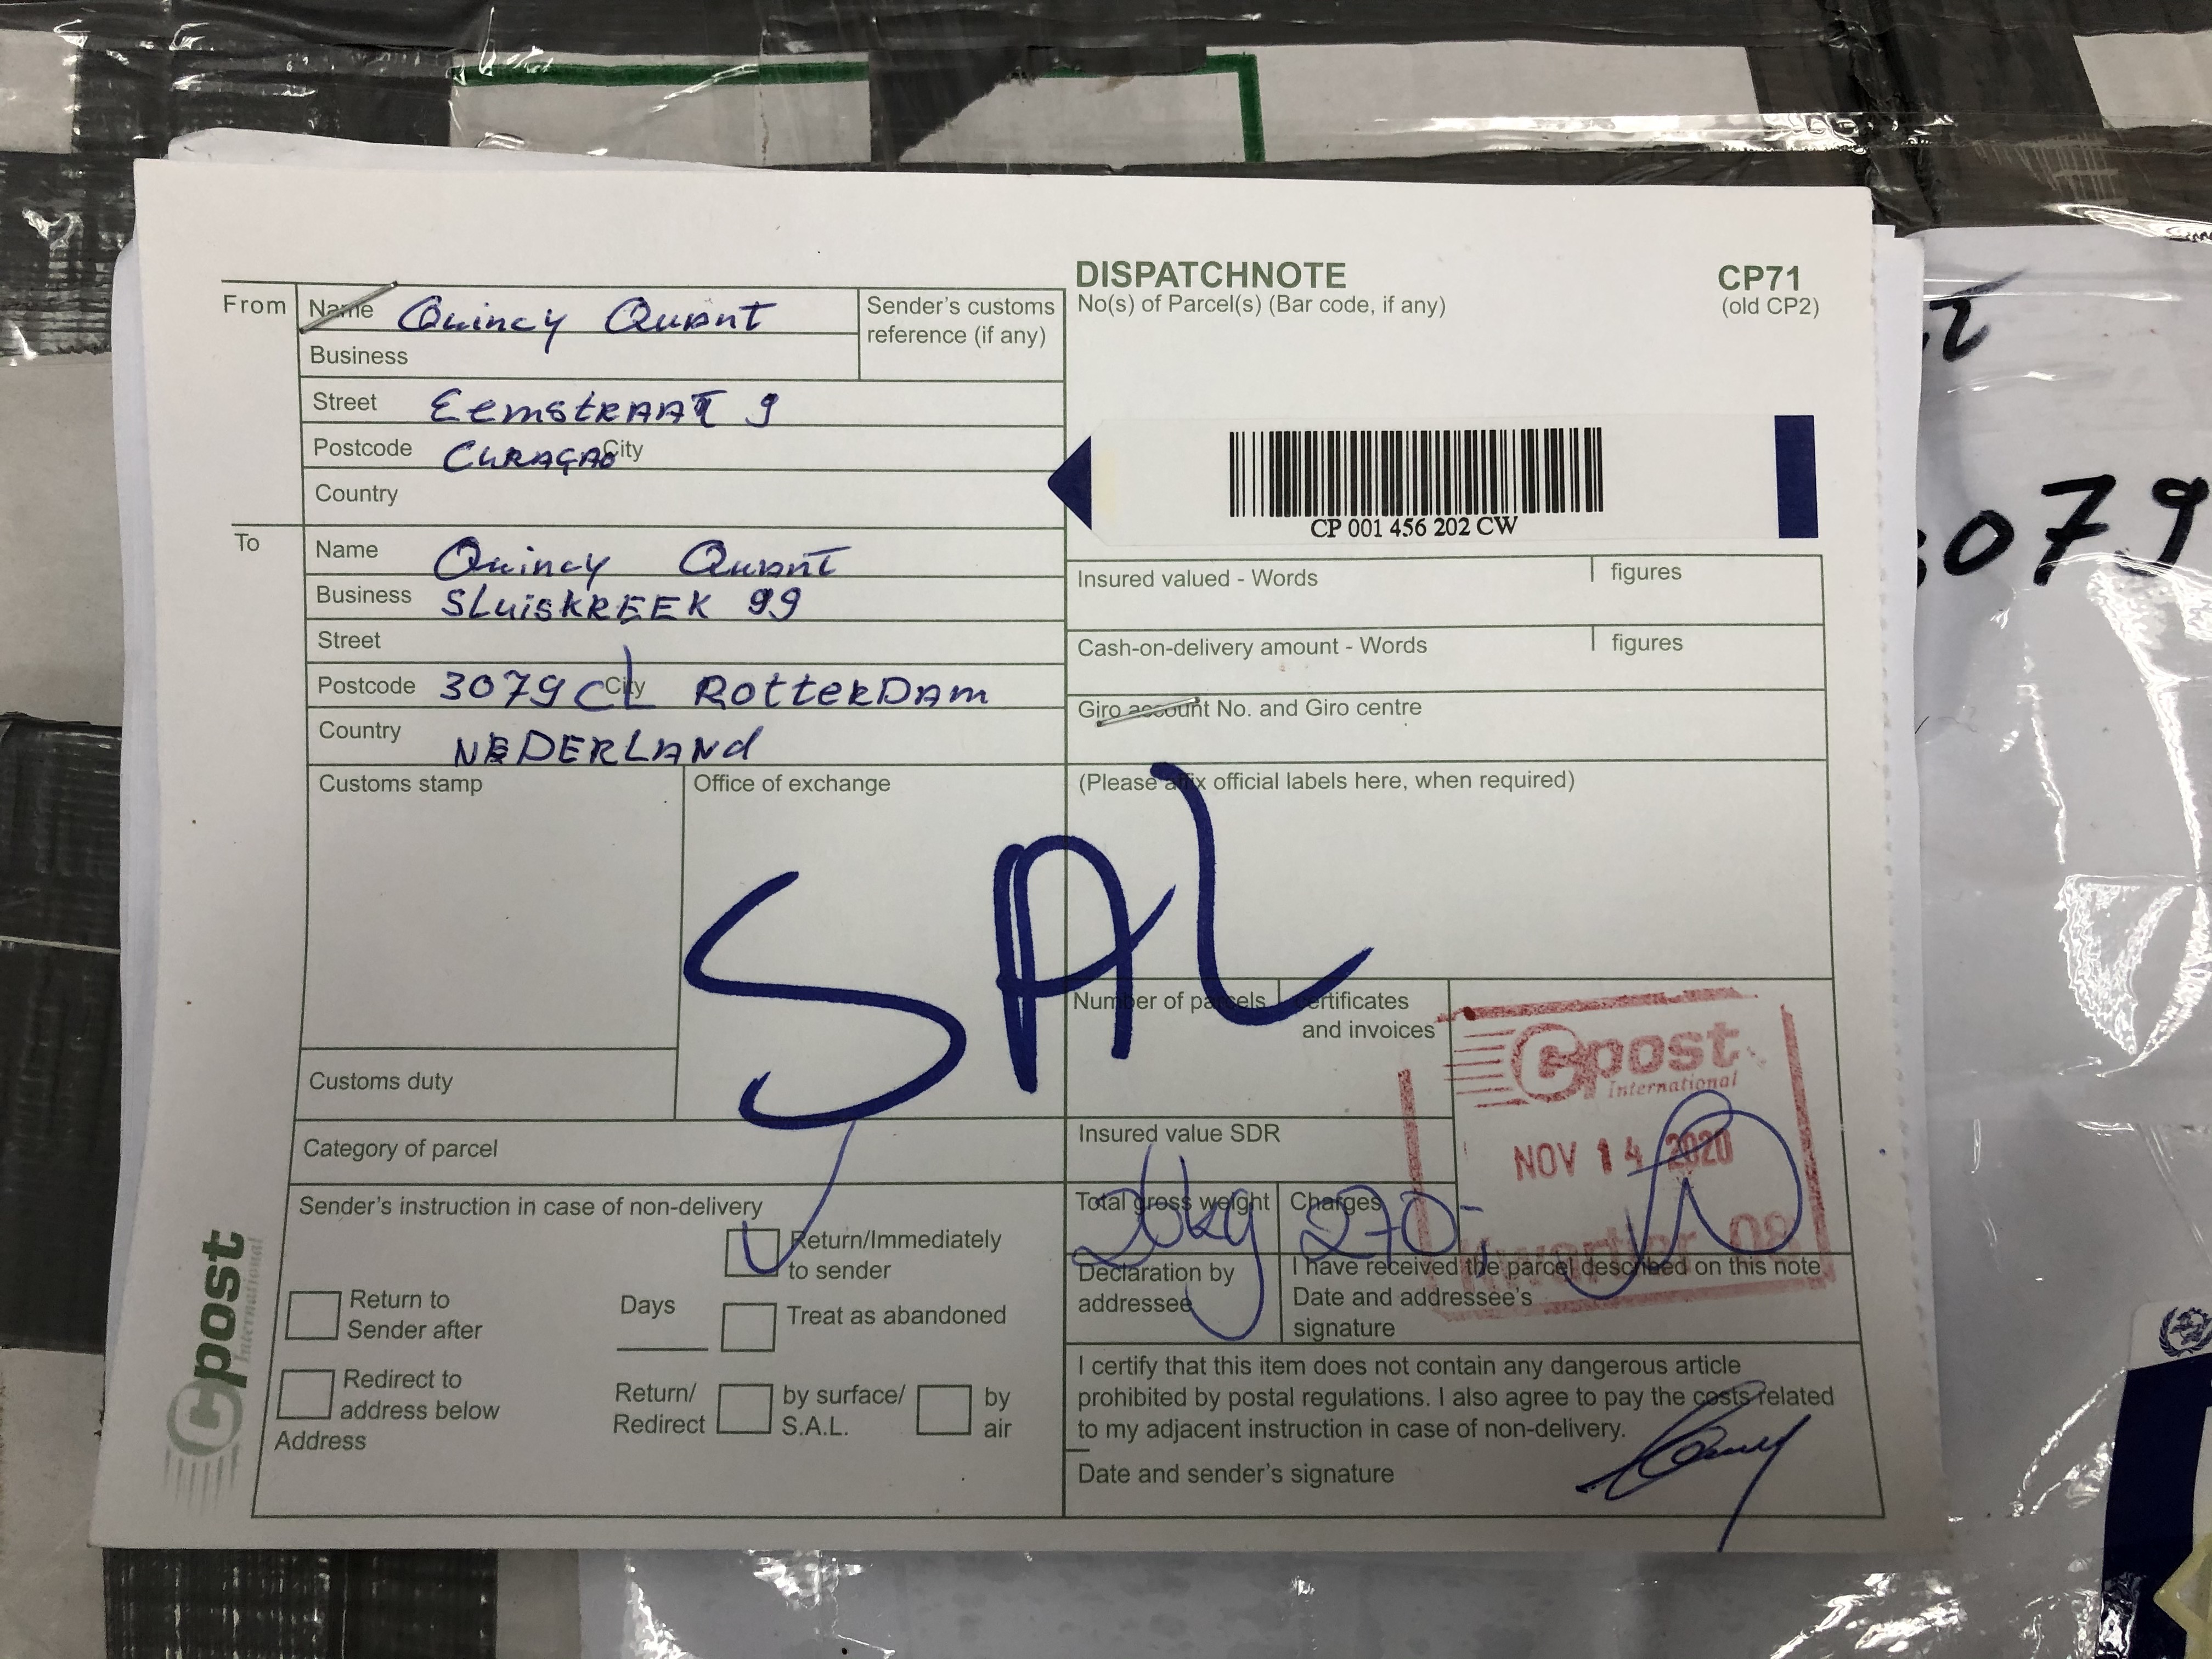 DISPATCHNOTE
CP71
(old CP2)
No(s) of Parcel(s) (Bar code, if any)
From
Name Quincy Quant
Sender's customs
reference (if any)
Business
Street Eemstraat 9
Postcode Curaçao City
Country
CP 001 456 202 CW
To
Name Quincy Quant
Business Sluiskreek 99
Street
Postcode 3079 CL City Rotterdam
Country Nederland
Insured valued - Words
figures
Cash-on-delivery amount - Words
figures
Giro account No. and Giro centre
Customs stamp
Office of exchange
(Please affix official labels here, when required)
SAL
Number of parcels
Certificates
and invoices
Customs duty
Category of parcel
Insured value SDR
Cpost
International
NOV 14 2020
Total gross weight
Charges
270,-
Sender's instruction in case of non-delivery
Return/Immediately
to sender
Return to
Sender after
Days
Treat as abandoned
Redirect to
address below
Return/
Redirect
by surface/
S.A.L.
by
air
Address
Declaration by
addressee
I have received the parcel described on this note
Date and addressee's
signature
I certify that this item does not contain any dangerous article
prohibited by postal regulations. I also agree to pay the costs related
to my adjacent instruction in case of non-delivery.
Date and sender's signature
Cpost
International
3079